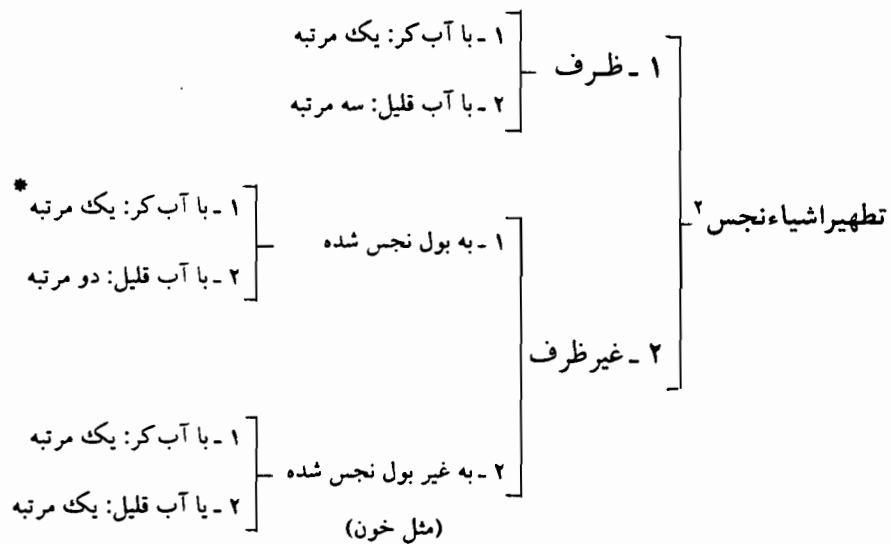 تطهیر اشیاء نجس۲
۱ ـ ظرف
۱ ـ با آب کر: یک مرتبه
۲ ـ با آب قلیل: سه مرتبه
۲ ـ غیر ظرف
۱ ـ به بول نجس شده
۱ ـ با آب کر: یک مرتبه*
۲ ـ با آب قلیل: دو مرتبه
۲ ـ به غیر بول نجس شده
(مثل خون)
۱ ـ با آب کر: یک مرتبه
۲ ـ یا آب قلیل: یک مرتبه